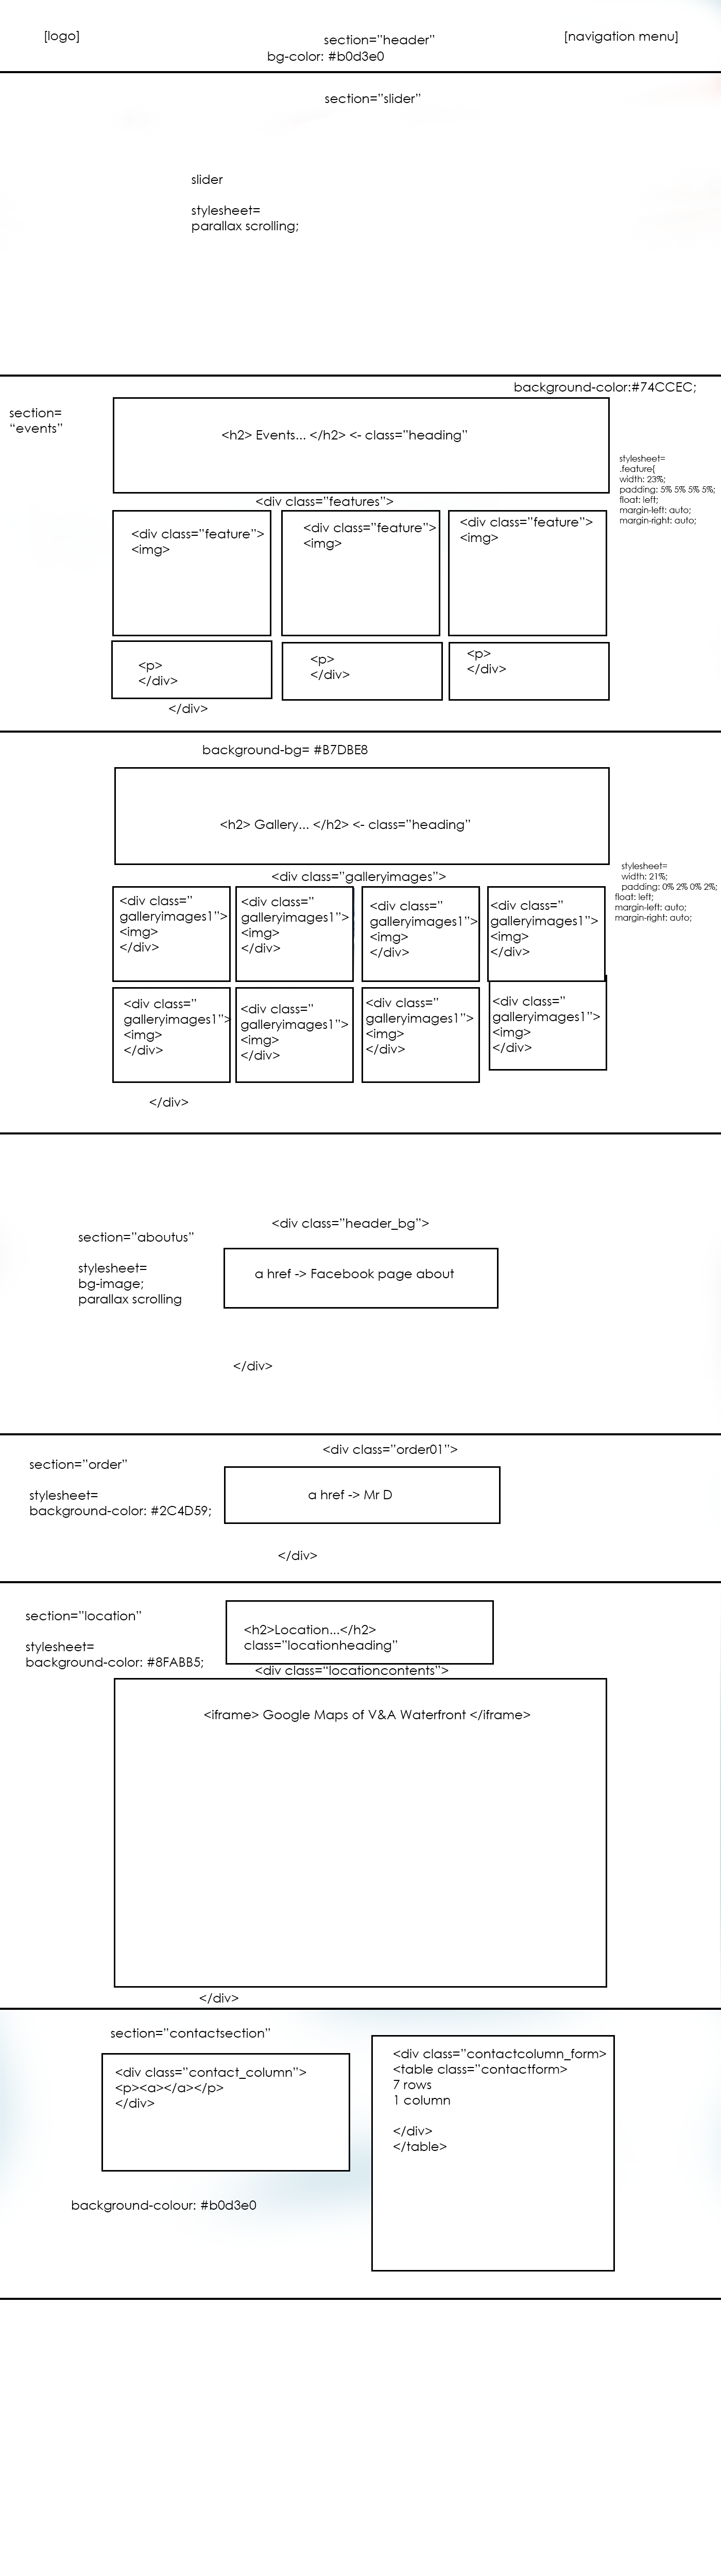 [logo]
section=”header”
[navigation menu]
bg-color: #b0d3e0
section=”slider”
slider
stylesheet=
parallax scrolling;
background-color:#74CCEC;
section=
“events”
<h2> Events... </h2> <- class=”heading”
stylesheet=
.feature{
width: 23%;
padding: 5% 5% 5% 5%;
float: left;
margin-left: auto;
margin-right: auto;
<div class=”features”>
<div class=”feature”>
<img>
<div class=”feature”>
<img>
<div class=”feature”>
<img>
<p>
</div>
<p>
</div>
<p>
</div>
</div>
background-bg= #B7DBE8
<h2> Gallery... </h2> <- class=”heading”
stylesheet=
width: 21%;
padding: 0% 2% 0% 2%;
float: left;
margin-left: auto;
margin-right: auto;
<div class=”galleryimages”>
<div class=”
galleryimages1”>
<img>
</div>
<div class=”
galleryimages1”>
<img>
</div>
<div class=”
galleryimages1”>
<img>
</div>
<div class=”
galleryimages1”>
<img>
</div>
<div class=”
galleryimages1”>
<img>
</div>
<div class=”
galleryimages1”>
<img>
</div>
<div class=”
galleryimages1”>
<img>
</div>
<div class=”
galleryimages1”>
<img>
</div>
</div>
<div class=”header_bg”>
section=”aboutus”
stylesheet=
bg-image;
parallax scrolling
a href -> Facebook page about
</div>
<div class=”order01”>
section=”order”
stylesheet=
background-color: #2C4D59;
a href -> Mr D
</div>
section=”location”
stylesheet=
background-color: #8FABB5;
<h2>Location...</h2>
class=”locationheading”
<div class=“locationcontents”>
<iframe> Google Maps of V&A Waterfront </iframe>
</div>
section=”contactsection”
<div class=”contact_column”>
<p><a></a></p>
</div>
<div class=”contactcolumn_form>
<table class=”contactform>
7 rows
1 column
</div>
</table>
background-colour: #b0d3e0